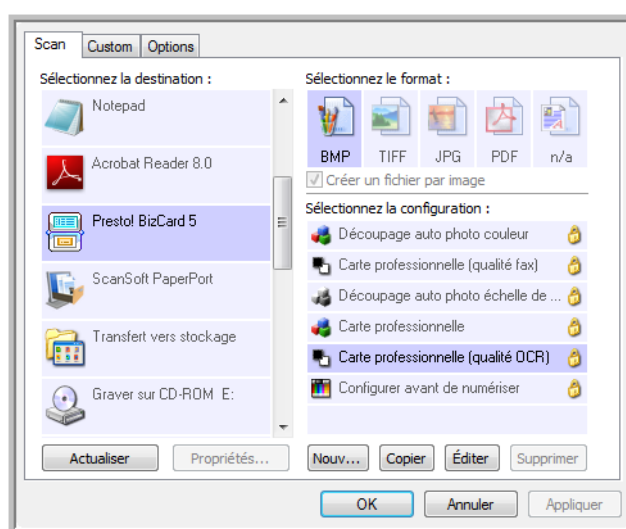 Scan Custom Options
Sélectionnez la destination :
Notepad
Acrobat Reader 8.0
Presto! BizCard 5
ScanSoft PaperPort
Transfert vers stockage
Graver sur CD-ROM E:
Actualiser Propriétés...
Sélectionnez le format :
BMP TIFF JPG PDF n/a
Créer un fichier par image
Sélectionnez la configuration :
Découpage auto photo couleur
Carte professionnelle (qualité fax)
Découpage auto photo échelle de ...
Carte professionnelle
Carte professionnelle (qualité OCR)
Configurer avant de numériser
Nouv... Copier Éditer Supprimer
OK Annuler Appliquer